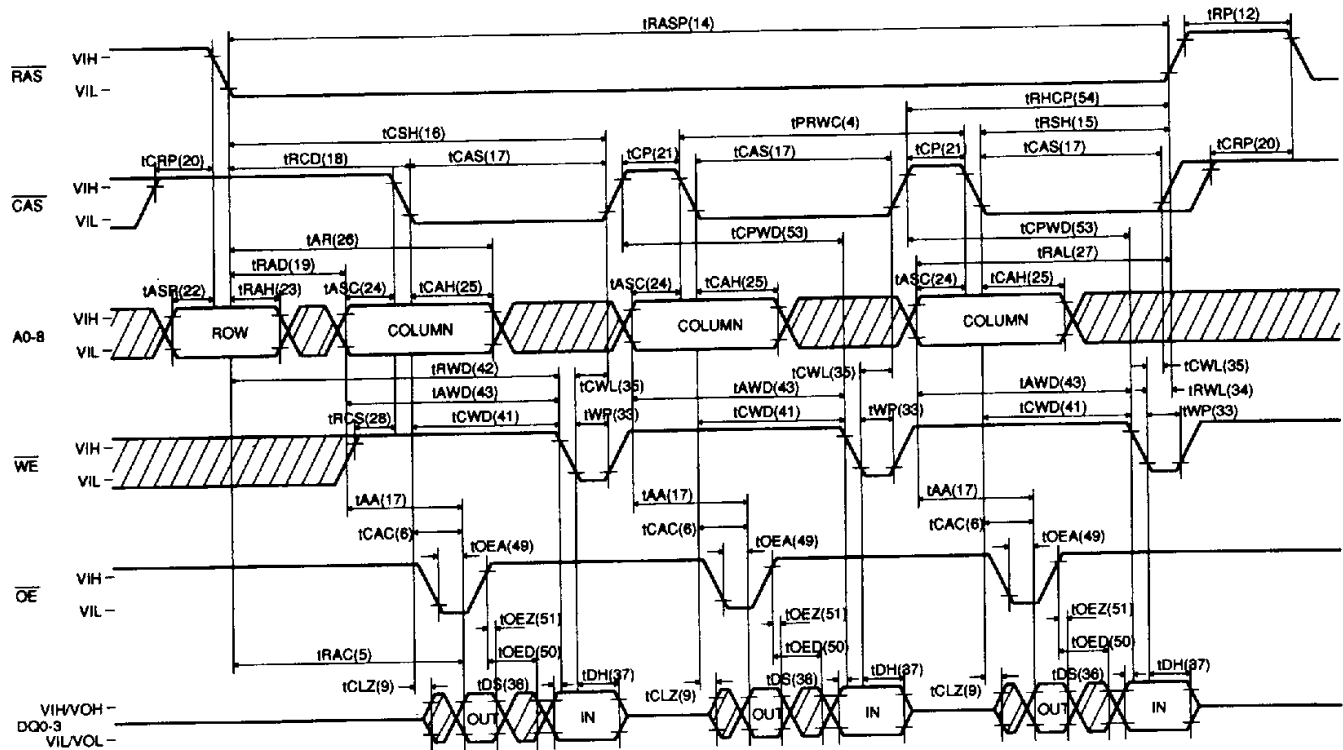 tRASP(14) tRP(12)
RAS VIH VIL
tRHCP(54)
tCSH(16) tPRWC(4) tRSH(15)
tCRP(20) tRCD(18) tCAS(17) tCP(21) tCAS(17) tCP(21) tCAS(17) tCRP(20)
CAS VIH VIL
tAR(26) tCPWD(53) tCPWD(53)
tRAD(19) tRAL(27)
tASR(22) tRAH(23) tASC(24) tCAH(25) tASC(24) tCAH(25) tASC(24) tCAH(25)
A0-8 VIH VIL ROW COLUMN COLUMN COLUMN
tRWD(42) tCWL(35) tCWL(35) tCWL(35)
tAWD(43) tAWD(43) tAWD(43) tRWL(34)
tRCS(28) tCWD(41) tWP(33) tCWD(41) tWP(33) tCWD(41) tWP(33)
WE VIH VIL
tAA(17) tAA(17) tAA(17)
tCAC(6) tCAC(6) tCAC(6)
tOEA(49) tOEA(49) tOEA(49)
OE VIH VIL
tOEZ(51) tOEZ(51) tOEZ(51)
tRAC(5) tOED(50) tOED(50) tOED(50)
tCLZ(9) tDS(36) tDH(37) tCLZ(9) tDS(36) tDH(37) tCLZ(9) tDS(36) tDH(37)
VIH/VOH
DQ0-3 OUT IN OUT IN OUT IN
VIL/VOL